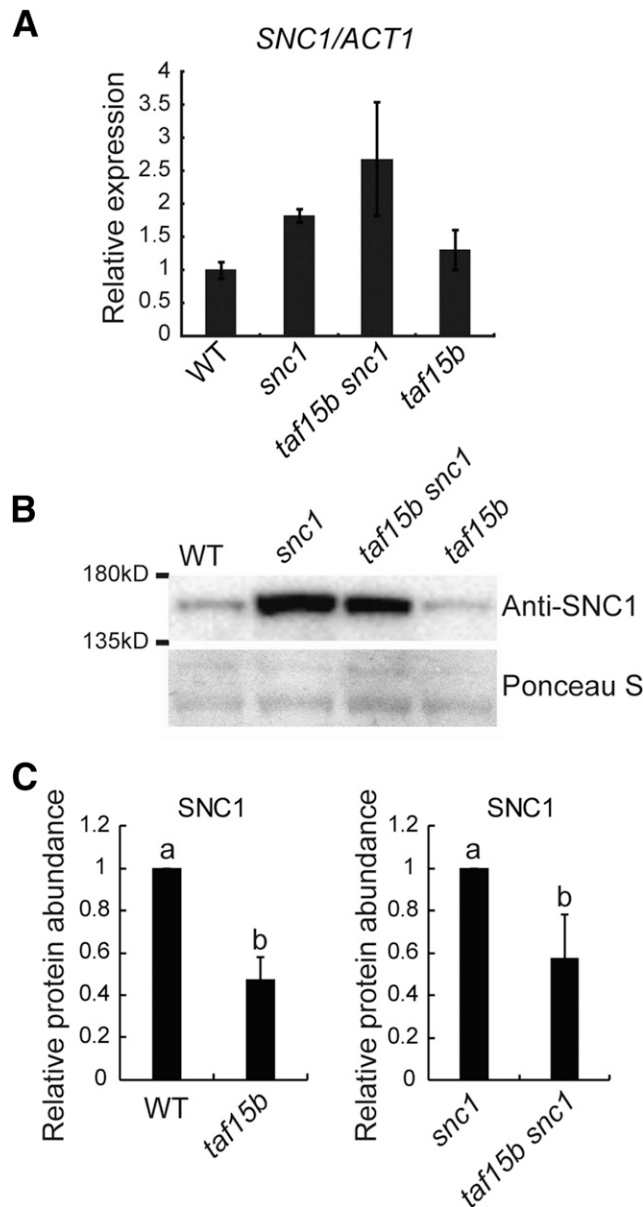 A
SNC1/ACT1
Relative expression
4
3.5
3
2.5
2
1.5
1
0.5
0
WT
snc1
taf15b snc1
taf15b
B
WT
snc1
taf15b snc1
taf15b
180kD
Anti-SNC1
135kD
Ponceau S
C
SNC1
Relative protein abundance
1.2
1
0.8
0.6
0.4
0.2
0
a
b
WT
taf15b
SNC1
Relative protein abundance
1.2
1
0.8
0.6
0.4
0.2
0
a
b
snc1
taf15b snc1